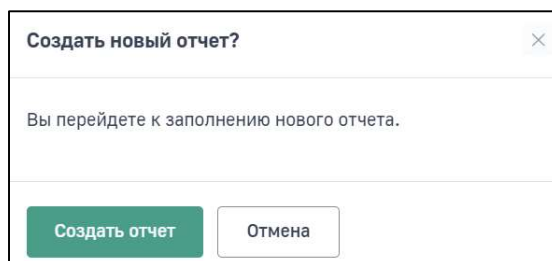 Создать новый отчет?
Вы перейдете к заполнению нового отчета.
Создать отчет
Отмена